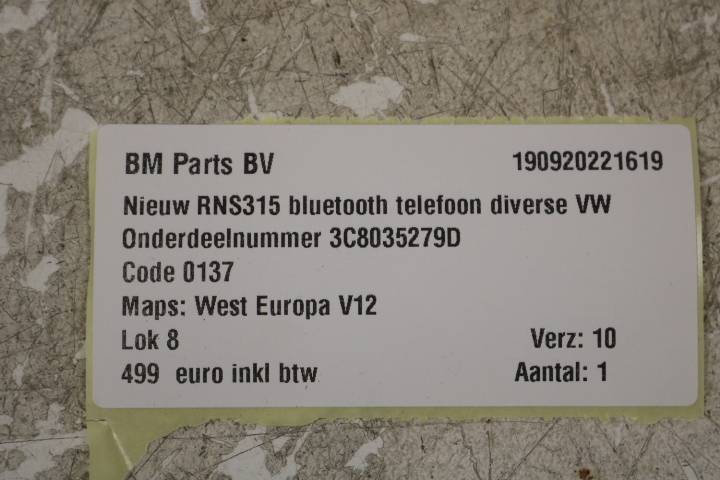 BM Parts BV 190920221619
Nieuw RNS315 bluetooth telefoon diverse VW
Onderdeelnummer 3C8035279D
Code 0137
Maps: West Europa V12
Lok 8 Verz: 10
499 euro inkl btw Aantal: 1